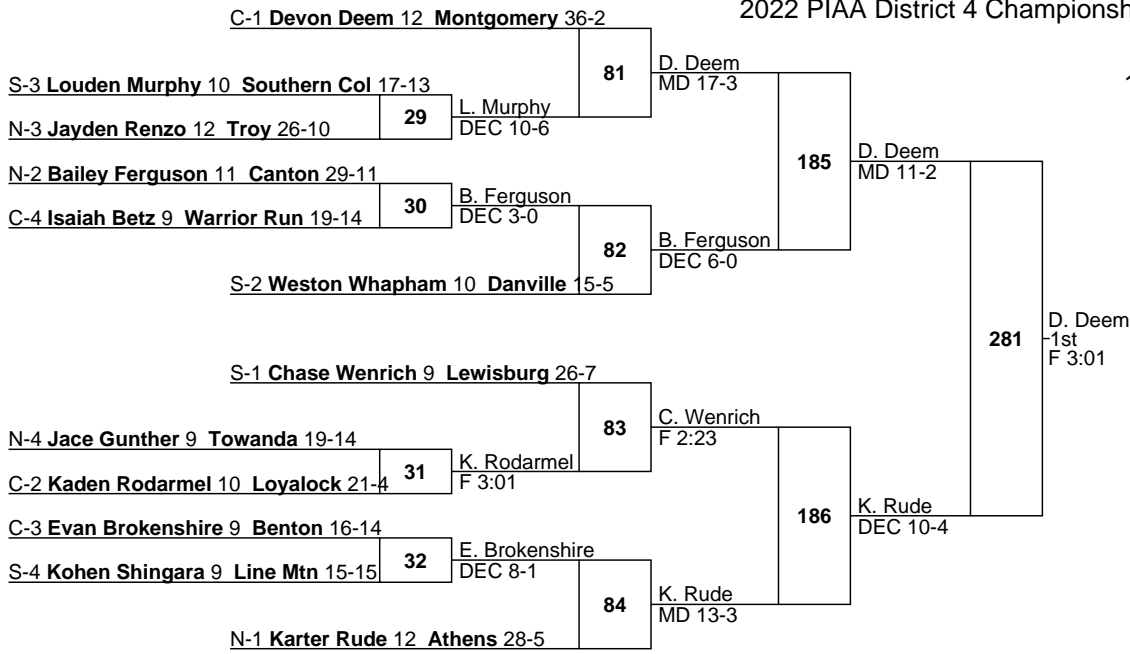 2022 PIAA District 4 Championsh
C-1 Devon Deem 12 Montgomery 36-2
81
D. Deem
MD 17-3
1
S-3 Louden Murphy 10 Southern Col 17-13
29
L. Murphy
DEC 10-6
N-3 Jayden Renzo 12 Troy 26-10
185
D. Deem
MD 11-2
N-2 Bailey Ferguson 11 Canton 29-11
30
B. Ferguson
DEC 3-0
C-4 Isaiah Betz 9 Warrior Run 19-14
82
B. Ferguson
DEC 6-0
S-2 Weston Whapham 10 Danville 15-5
281
D. Deem
1st
F 3:01
S-1 Chase Wenrich 9 Lewisburg 26-7
83
C. Wenrich
F 2:23
N-4 Jace Gunther 9 Towanda 19-14
31
K. Rodarmel
F 3:01
C-2 Kaden Rodarmel 10 Loyalock 21-4
186
K. Rude
DEC 10-4
C-3 Evan Brokenshire 9 Benton 16-14
32
E. Brokenshire
DEC 8-1
S-4 Kohen Shingara 9 Line Mtn 15-15
84
K. Rude
MD 13-3
N-1 Karter Rude 12 Athens 28-5